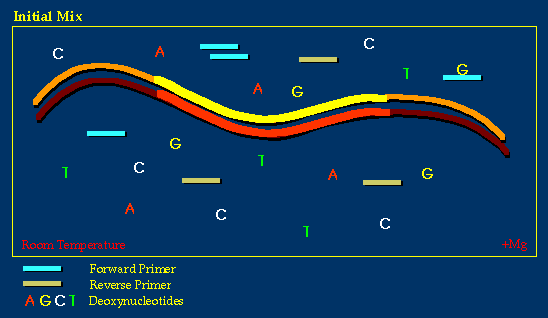 Initial Mix
C A C
T G
A G
G
T C T
A G
A C
T C
Room Temperature +Mg
Forward Primer
Reverse Primer
A G C T Deoxynucleotides